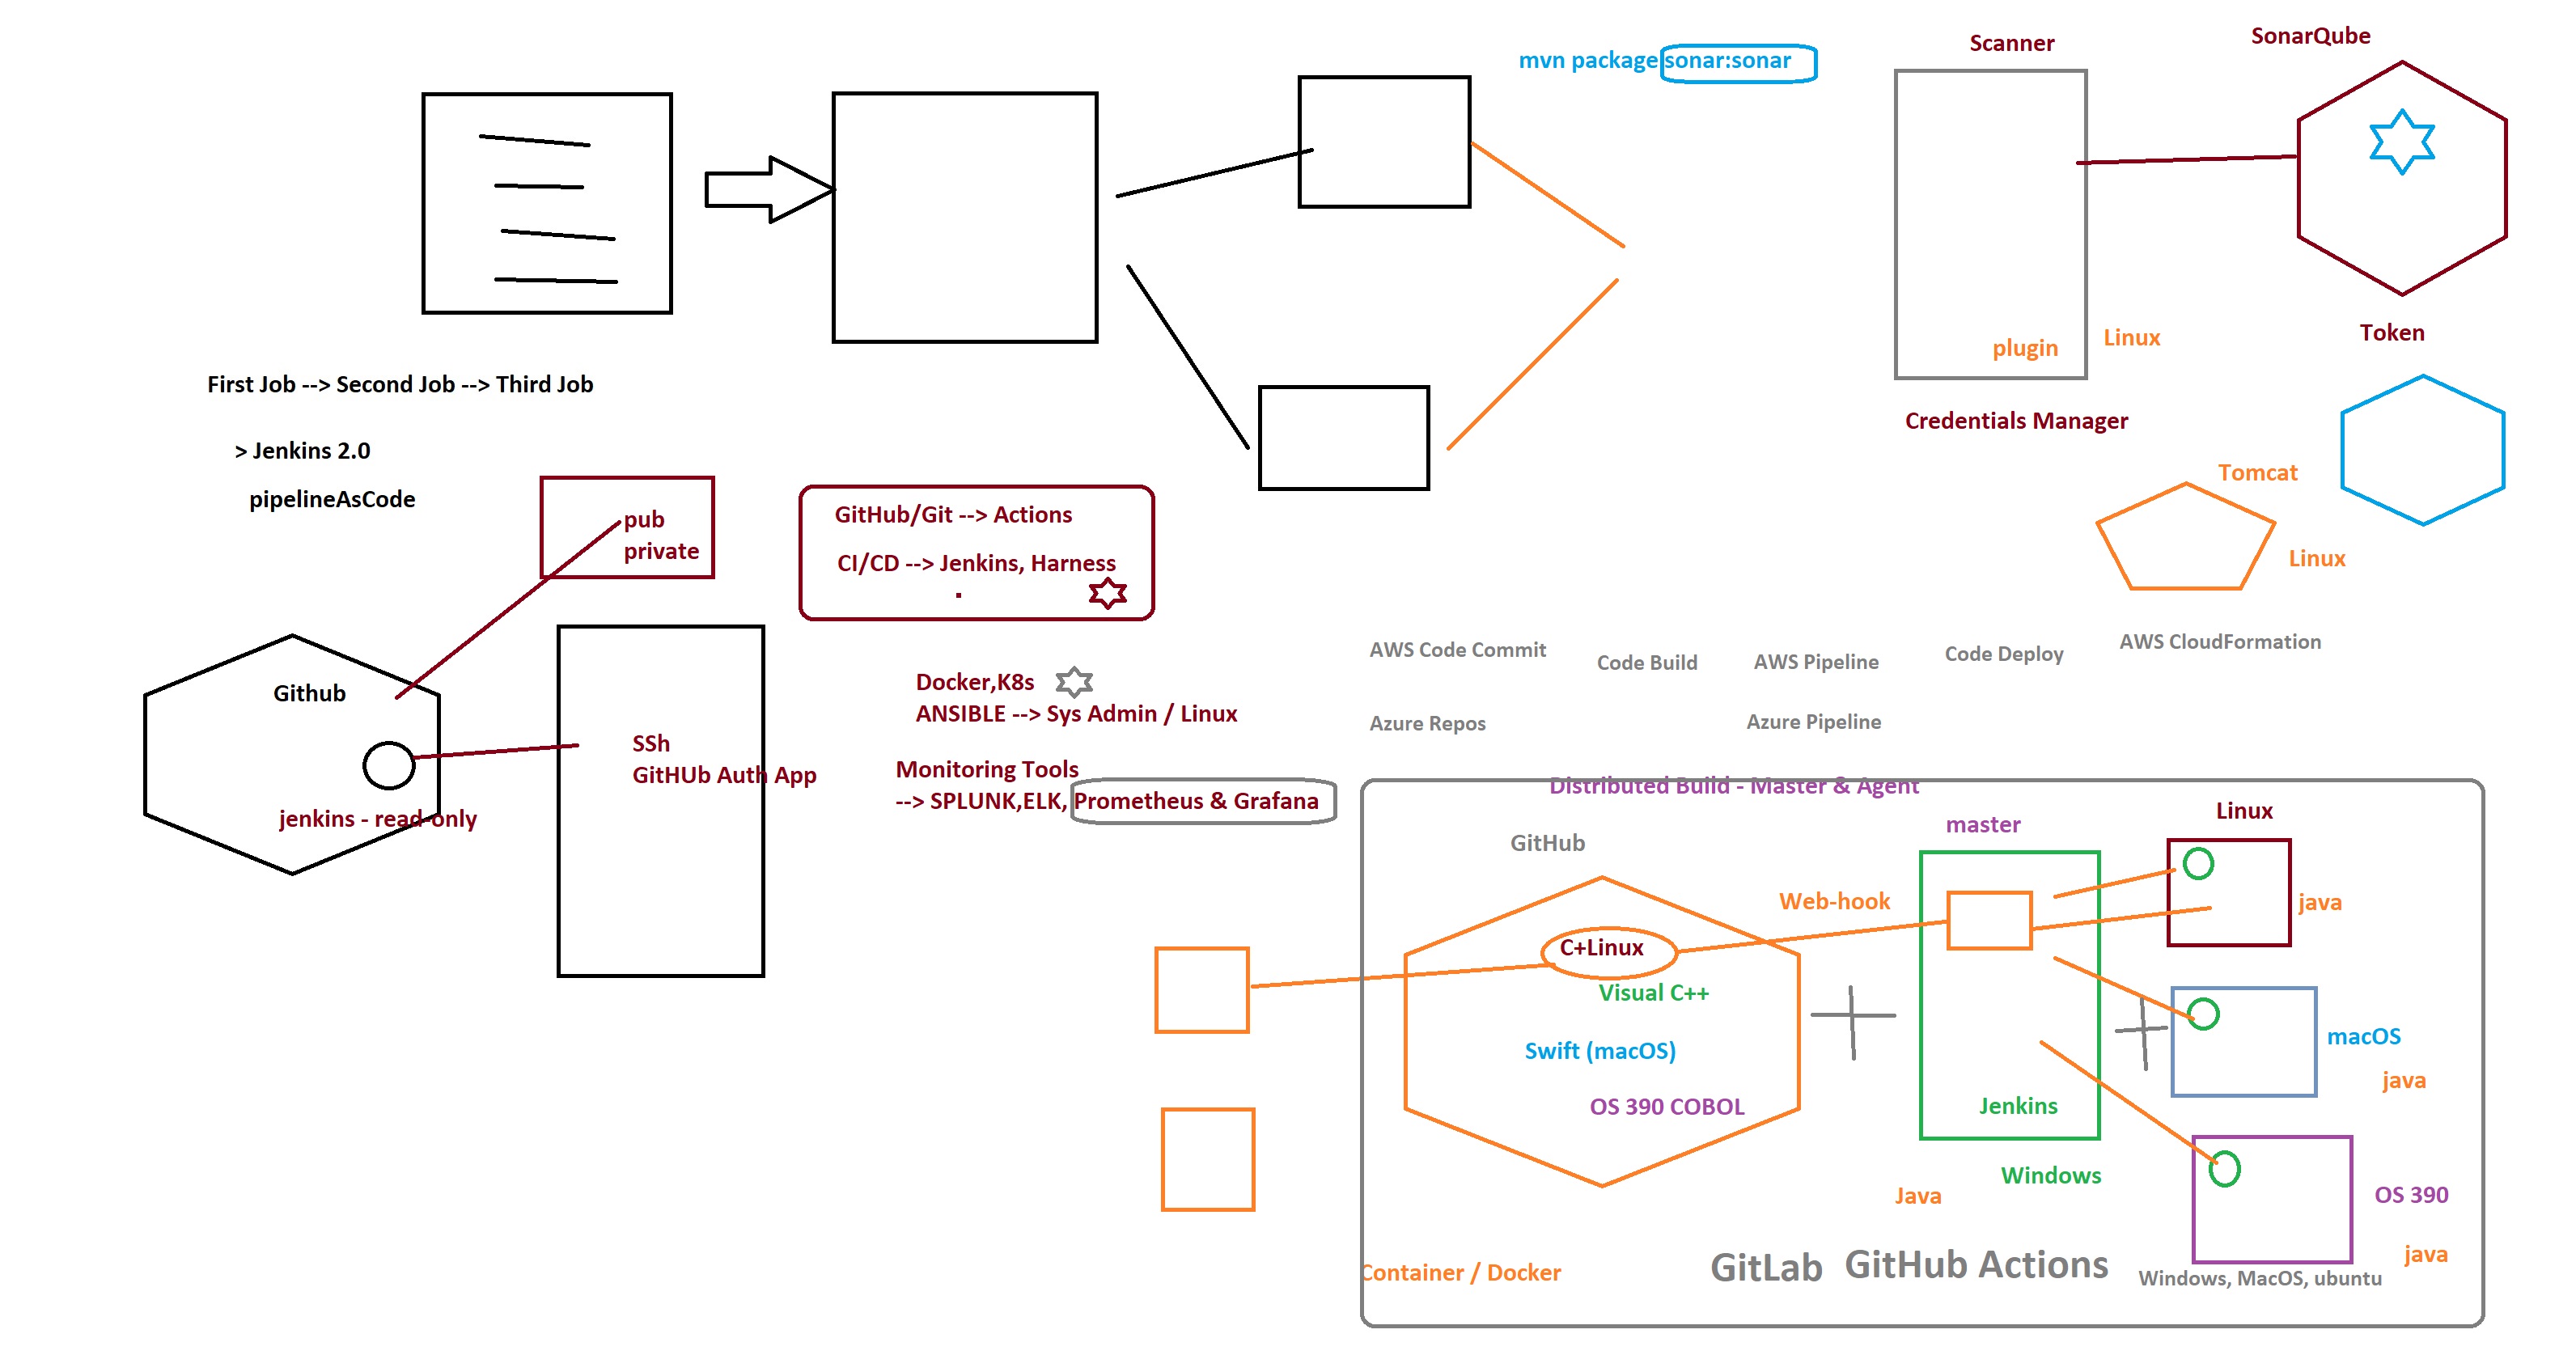 mvn package sonar:sonar
Scanner
SonarQube
plugin
Linux
Token
Credentials Manager
Tomcat
Linux
First Job --> Second Job --> Third Job
> Jenkins 2.0
pipelineAsCode
pub
private
GitHub/Git --> Actions
CI/CD --> Jenkins, Harness
Github
SSh
GitHUb Auth App
jenkins - read-only
Docker,K8s
ANSIBLE --> Sys Admin / Linux
Monitoring Tools
--> SPLUNK,ELK, Prometheus & Grafana
AWS Code Commit
Code Build
AWS Pipeline
Code Deploy
AWS CloudFormation
Azure Repos
Azure Pipeline
Distributed Build - Master & Agent
GitHub
master
Linux
Web-hook
java
C+Linux
Visual C++
Swift (macOS)
OS 390 COBOL
macOS
java
Jenkins
Windows
Java
OS 390
java
Container / Docker
GitLab
GitHub Actions
Windows, MacOS, ubuntu